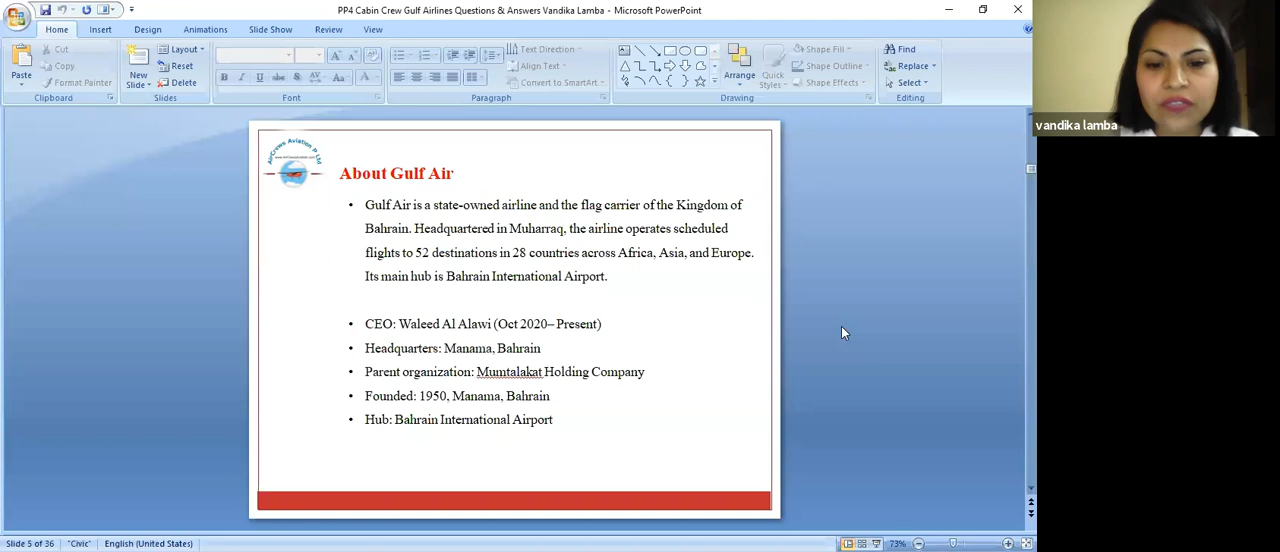 PP4 Cabin Crew Gulf Airlines Questions & Answers Vandika Lamba - Microsoft PowerPoint
Home Insert Design Animations Slide Show Review View
Paste
Cut
Copy
Format Painter
Clipboard
New
Slide
Layout
Reset
Delete
Slides
B I U S abc AV Aa A
Font
Text Direction
Align Text
Convert to SmartArt
Paragraph
Arrange
Quick
Styles
Shape Fill
Shape Outline
Shape Effects
Drawing
Find
Replace
Select
Editing
vandika lamba
AirCrews Aviation P Ltd
About Gulf Air
• Gulf Air is a state-owned airline and the flag carrier of the Kingdom of
Bahrain. Headquartered in Muharraq, the airline operates scheduled
flights to 52 destinations in 28 countries across Africa, Asia, and Europe.
Its main hub is Bahrain International Airport.
• CEO: Waleed Al Alawi (Oct 2020– Present)
• Headquarters: Manama, Bahrain
• Parent organization: Mumtalakat Holding Company
• Founded: 1950, Manama, Bahrain
• Hub: Bahrain International Airport
Slide 5 of 36 "Civic" English (United States) 73%